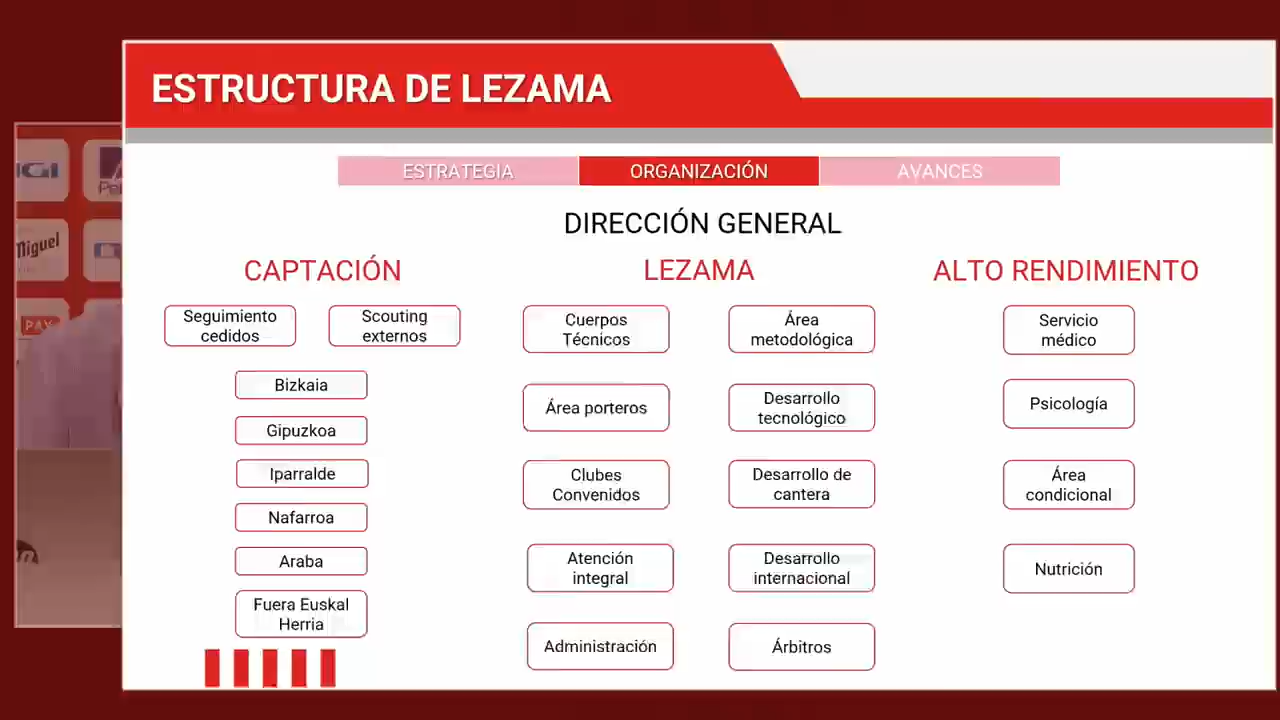 ESTRUCTURA DE LEZAMA
ESTRATEGIA
ORGANIZACIÓN
AVANCES
DIRECCIÓN GENERAL
CAPTACIÓN
Seguimiento
cedidos
Scouting
externos
Bizkaia
Gipuzkoa
Iparralde
Nafarroa
Araba
Fuera Euskal
Herria
LEZAMA
Cuerpos
Técnicos
Área
metodológica
Área porteros
Desarrollo
tecnológico
Clubes
Convenidos
Desarrollo de
cantera
Atención
integral
Desarrollo
internacional
Administración
Árbitros
ALTO RENDIMIENTO
Servicio
médico
Psicología
Área
condicional
Nutrición
Miguel
PAY